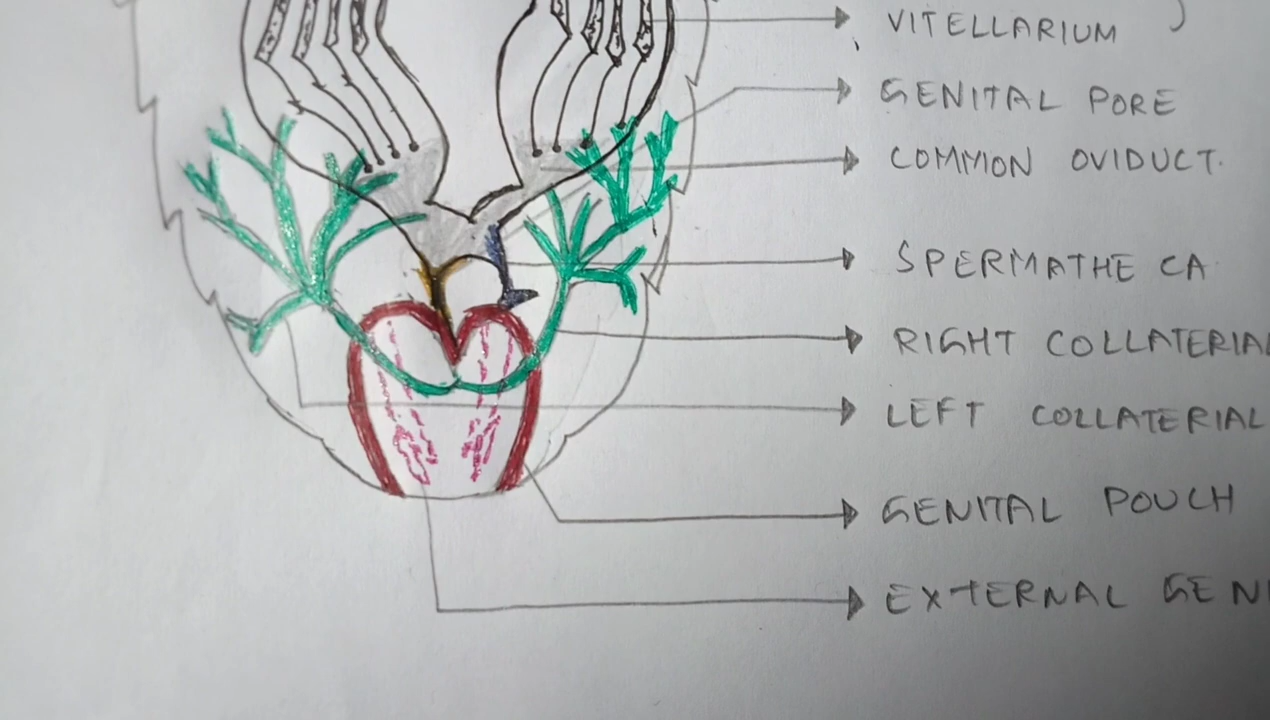 VITELLARIUM
GENITAL PORE
COMMON OVIDUCT.
SPERMATHE CA
RIGHT COLLATERIAL
LEFT COLLATERIAL
GENITAL POUCH
EXTERNAL GEN